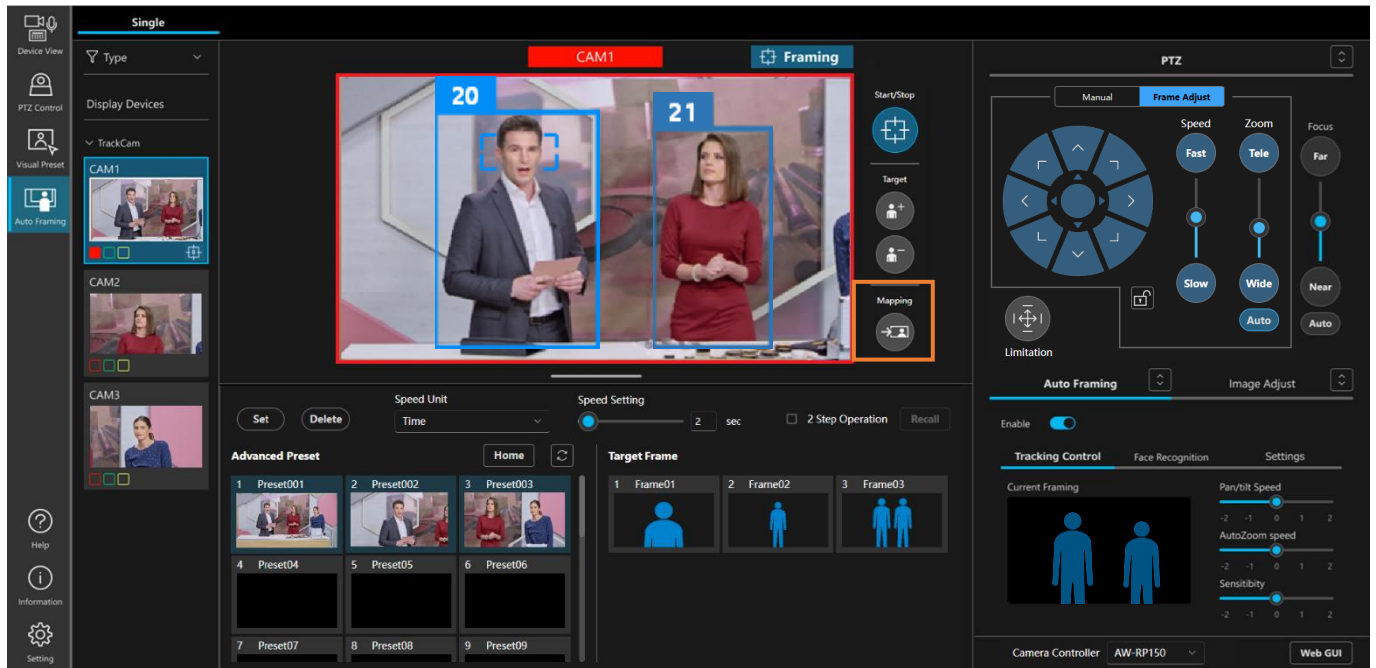 Single
Device View
PTZ Control
Visual Preset
Auto Framing
Help
Information
Setting
Type
Display Devices
TrackCam
CAM1
CAM2
CAM3
CAM1
Framing
20
21
Start/Stop
Target
Mapping
Speed Unit
Speed Setting
Set
Delete
Time
2
sec
2 Step Operation
Recall
Advanced Preset
Home
Target Frame
1 Preset001
2 Preset002
3 Preset003
4 Preset04
5 Preset05
6 Preset06
7 Preset07
8 Preset08
9 Preset09
1 Frame01
2 Frame02
3 Frame03
PTZ
Manual
Frame Adjust
Speed
Zoom
Focus
Fast
Tele
Far
Slow
Wide
Near
Auto
Auto
Limitation
Auto Framing
Image Adjust
Enable
Tracking Control
Face Recognition
Settings
Current Framing
Pan/tilt Speed
-2 -1 0 1 2
AutoZoom speed
-2 -1 0 1 2
Sensitibity
-2 -1 0 1 2
Camera Controller
AW-RP150
Web GUI